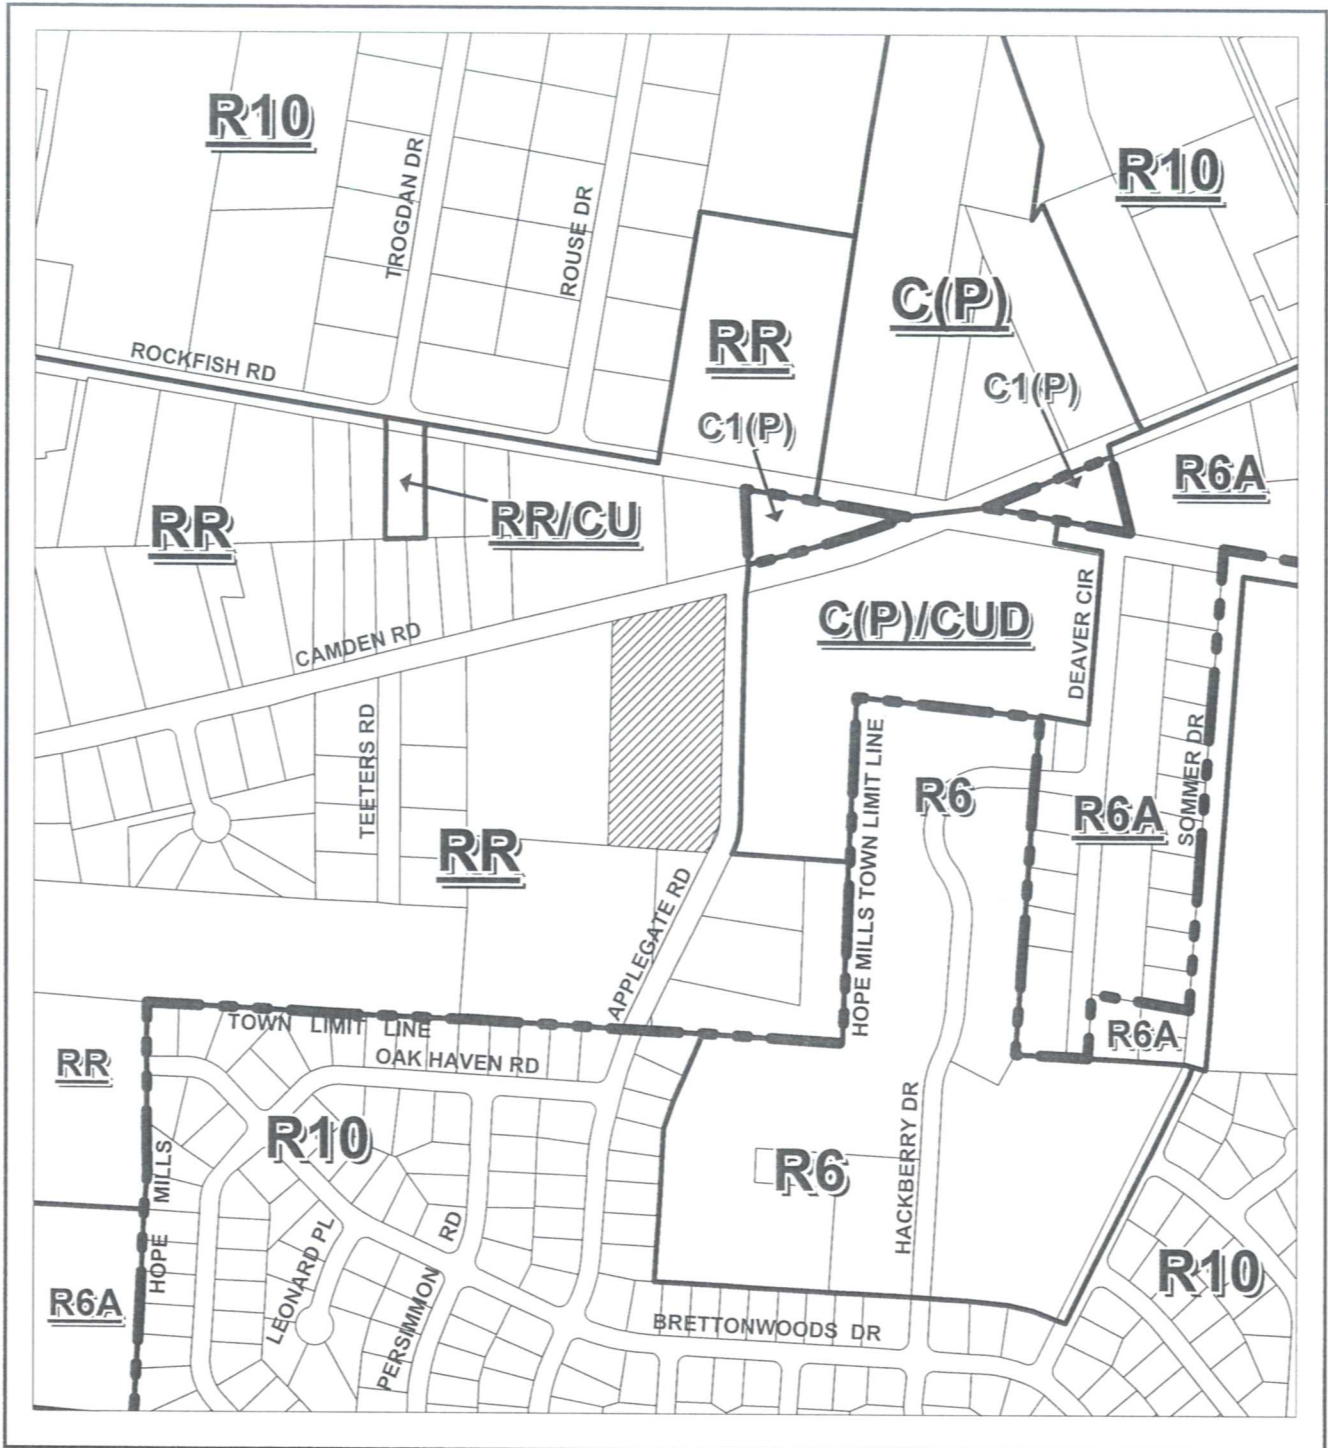 R10
R10
TROGDAN DR
ROUSE DR
C(P)
RR
ROCKFISH RD
C1(P)
C1(P)
R6A
RR
RR/CU
C(P)/CUD
DEAVER CIR
CAMDEN RD
TEETERS RD
HOPE MILLS TOWN LIMIT LINE
SOMMER DR
R6
R6A
RR
APPLEGATE RD
TOWN LIMIT LINE
R6A
OAK HAVEN RD
RR
R10
HOPE MILLS
R6
HACKBERRY DR
LEONARD PL
PERSIMMON RD
R10
R6A
BRETTONWOODS DR